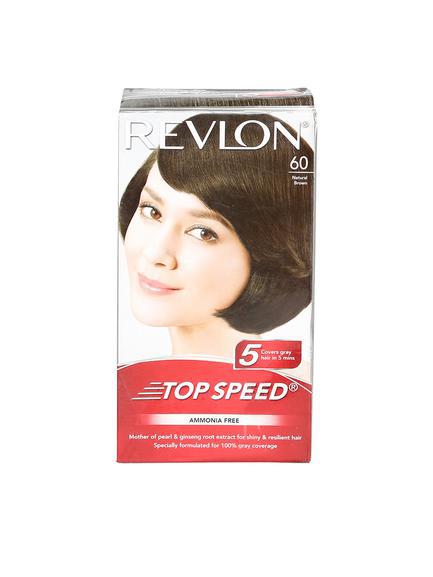 REVLON®
60
Natural
Brown
5 Covers gray
hair in 5 mins
TOP SPEED®
AMMONIA FREE
Mother of pearl & ginseng root extract for shiny & resilient hair
Specially formulated for 100% gray coverage